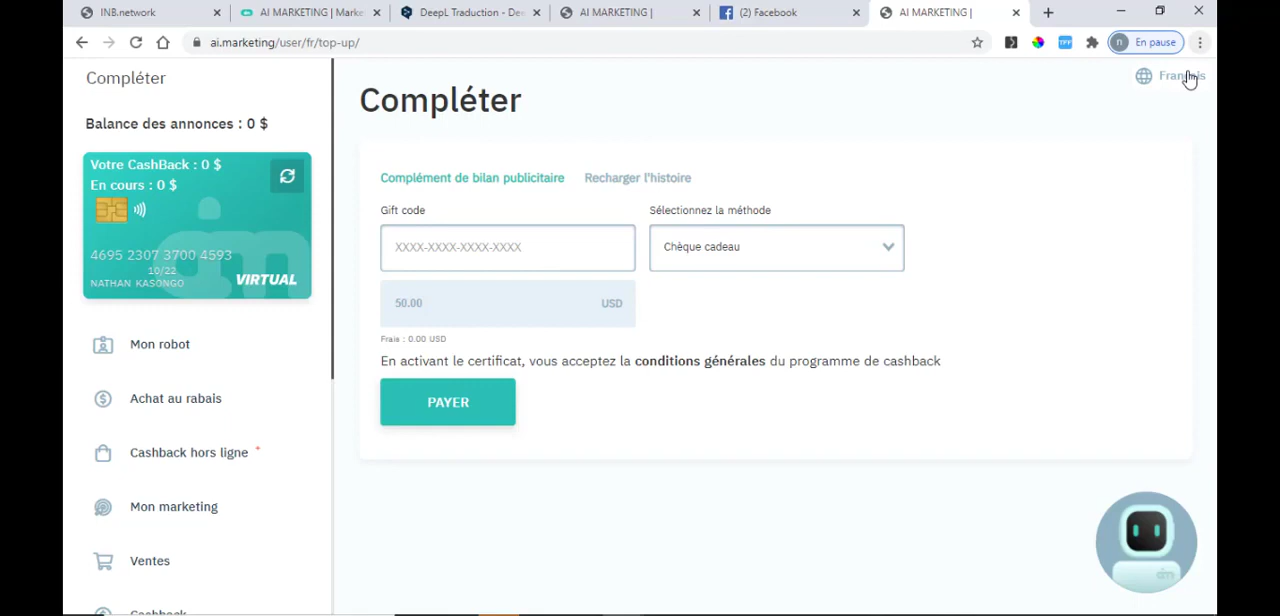 INB.network
AI MARKETING | Marke
DeepL Traduction - Dee
AI MARKETING |
(2) Facebook
AI MARKETING |
ai.marketing/user/fr/top-up/
n
En pause
Compléter
Français
Compléter
Balance des annonces : 0 $
Votre CashBack : 0 $
En cours : 0 $
4695 2307 3700 4593
10/22
NATHAN KASONGO
VIRTUAL
Complément de bilan publicitaire
Recharger l'histoire
Gift code
Sélectionnez la méthode
XXXX-XXXX-XXXX-XXXX
Chèque cadeau
50.00
USD
Frais : 0.00 USD
En activant le certificat, vous acceptez la conditions générales du programme de cashback
PAYER
Mon robot
Achat au rabais
Cashback hors ligne *
Mon marketing
Ventes
Cashback